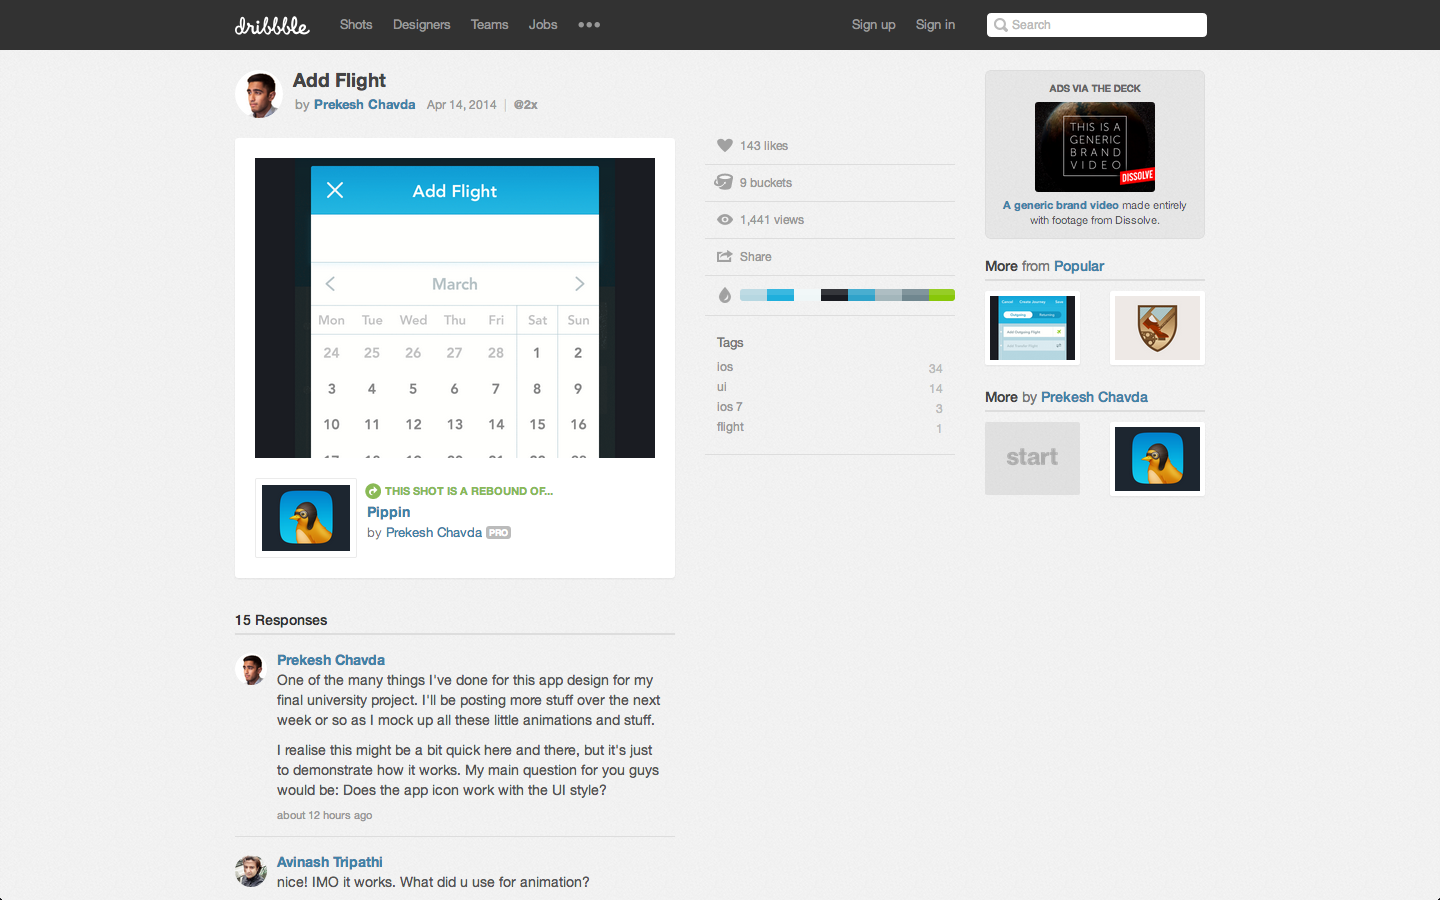 dribbble
Shots Designers Teams Jobs •••
Sign up Sign in
Search
Add Flight
by Prekesh Chavda Apr 14, 2014 | @2x
Add Flight
March
Mon Tue Wed Thu Fri Sat Sun
24 25 26 27 28 1 2
3 4 5 6 7 8 9
10 11 12 13 14 15 16
THIS SHOT IS A REBOUND OF...
Pippin
by Prekesh Chavda PRO
143 likes
9 buckets
1,441 views
Share
Tags
ios 34
ui 14
ios 7 3
flight 1
ADS VIA THE DECK
THIS IS A
GENERIC
BRAND
VIDEO
DISSOLVE
A generic brand video made entirely
with footage from Dissolve.
More from Popular
Cancel Create Journey Save
Outgoing Returning
Add Outgoing Flight
More by Prekesh Chavda
start
15 Responses
Prekesh Chavda
One of the many things I've done for this app design for my
final university project. I'll be posting more stuff over the next
week or so as I mock up all these little animations and stuff.
I realise this might be a bit quick here and there, but it's just
to demonstrate how it works. My main question for you guys
would be: Does the app icon work with the UI style?
about 12 hours ago
Avinash Tripathi
nice! IMO it works. What did u use for animation?